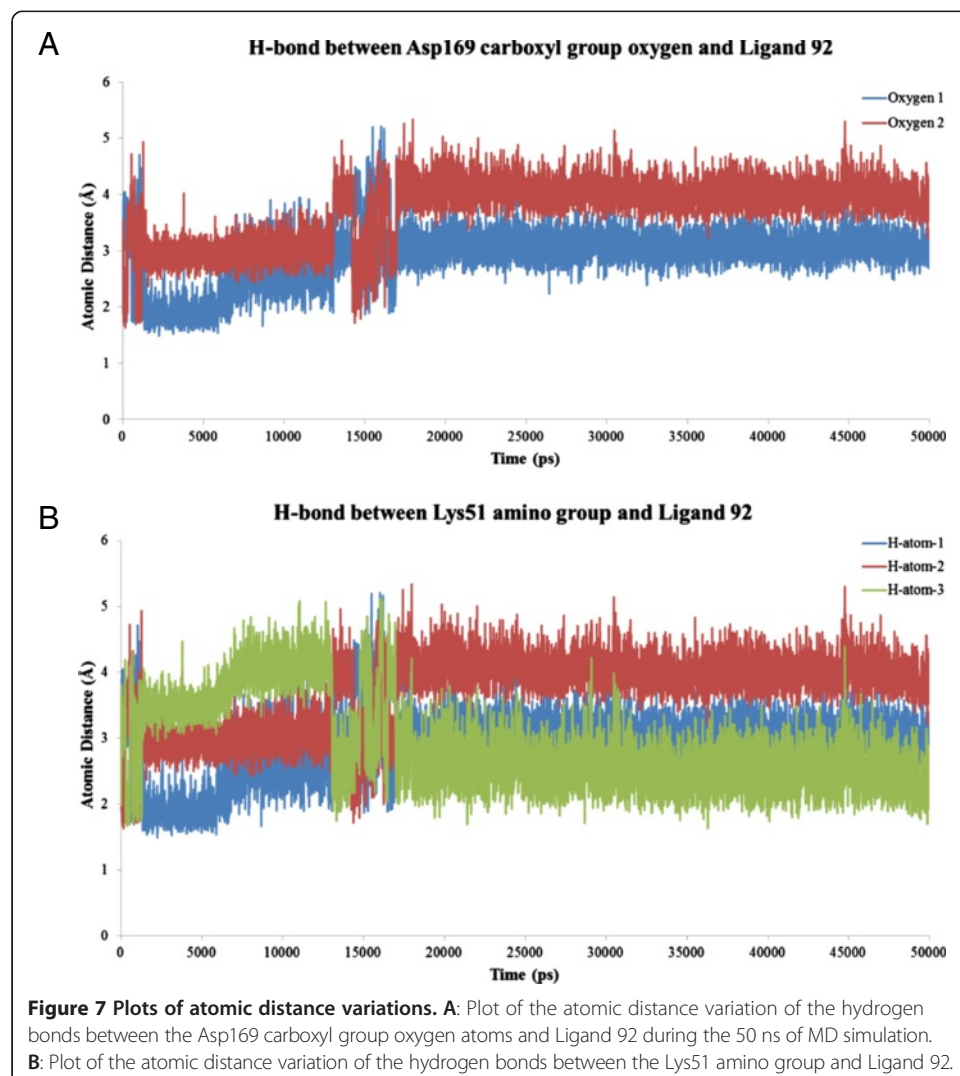 A
H-bond between Asp169 carboxyl group oxygen and Ligand 92
6
5
4
3
2
1
0
Atomic Distance (Å)
Oxygen 1
Oxygen 2
0 5000 10000 15000 20000 25000 30000 35000 40000 45000 50000
Time (ps)
B
H-bond between Lys51 amino group and Ligand 92
6
5
4
3
2
1
0
Atomic Distance (Å)
H-atom-1
H-atom-2
H-atom-3
0 5000 10000 15000 20000 25000 30000 35000 40000 45000 50000
Time (ps)
Figure 7 Plots of atomic distance variations. A: Plot of the atomic distance variation of the hydrogen
bonds between the Asp169 carboxyl group oxygen atoms and Ligand 92 during the 50 ns of MD simulation.
B: Plot of the atomic distance variation of the hydrogen bonds between the Lys51 amino group and Ligand 92.